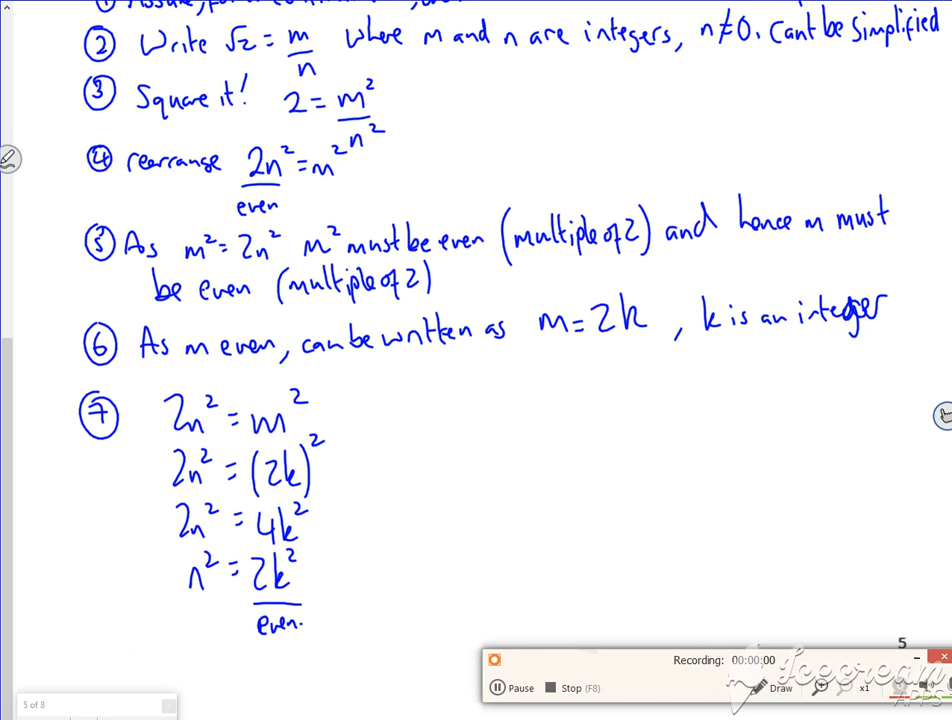 ② Write √2 = m/n where m and n are integers, n≠0. Can't be simplified
③ Square it! 2 = m²/n²
④ rearrange 2n² = m²
even
⑤ As m² = 2n² m² must be even (multiple of 2) and hence m must
be even (multiple of 2)
⑥ As m even, can be written as m = 2k, k is an integer
⑦ 2n² = m²
2n² = (2k)²
2n² = 4k²
n² = 2k²
even.
5
Recording: 00:00:00
Pause Stop (F8) Draw x1
Icecream
APPS
5 of 8